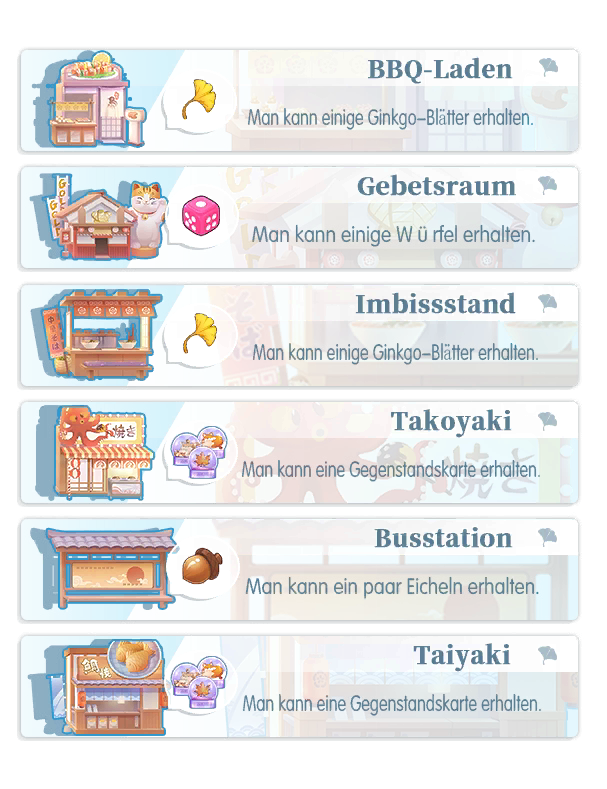 BBQ-Laden
Man kann einige Ginkgo-Blätter erhalten.
Gebetsraum
Man kann einige W ü rfel erhalten.
Imbissstand
Man kann einige Ginkgo-Blätter erhalten.
Takoyaki
焼き
Man kann eine Gegenstandskarte erhalten.
Busstation
Man kann ein paar Eicheln erhalten.
Taiyaki
Man kann eine Gegenstandskarte erhalten.